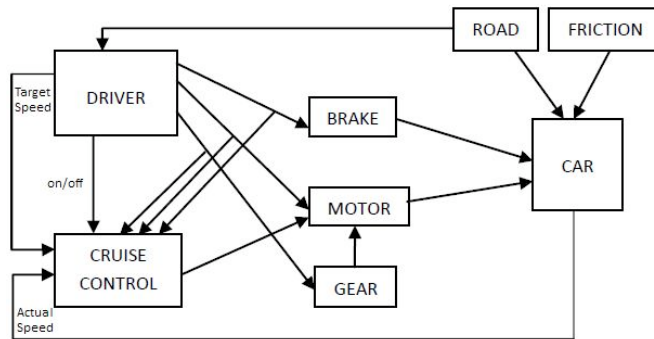 ROAD
FRICTION
Target
Speed
DRIVER
BRAKE
CAR
on/off
MOTOR
CRUISE
CONTROL
GEAR
Actual
Speed